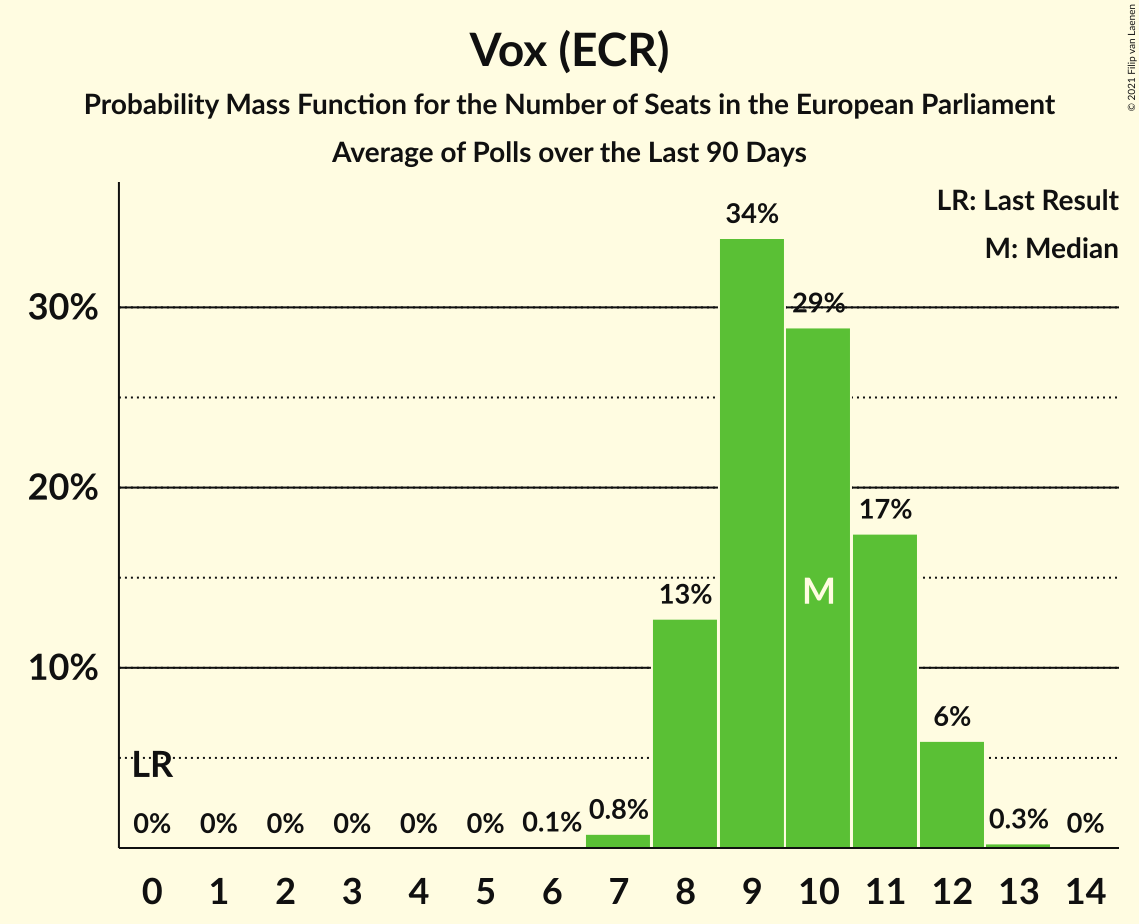 Vox (ECR)
Probability Mass Function for the Number of Seats in the European Parliament
Average of Polls over the Last 90 Days
© 2021 Filip van Laenen
LR: Last Result
M: Median
34%
30%
29%
20%
17%
13%
M
10%
6%
LR
0% 0% 0% 0% 0% 0% 0.1% 0.8% 0.3% 0%
0 1 2 3 4 5 6 7 8 9 10 11 12 13 14